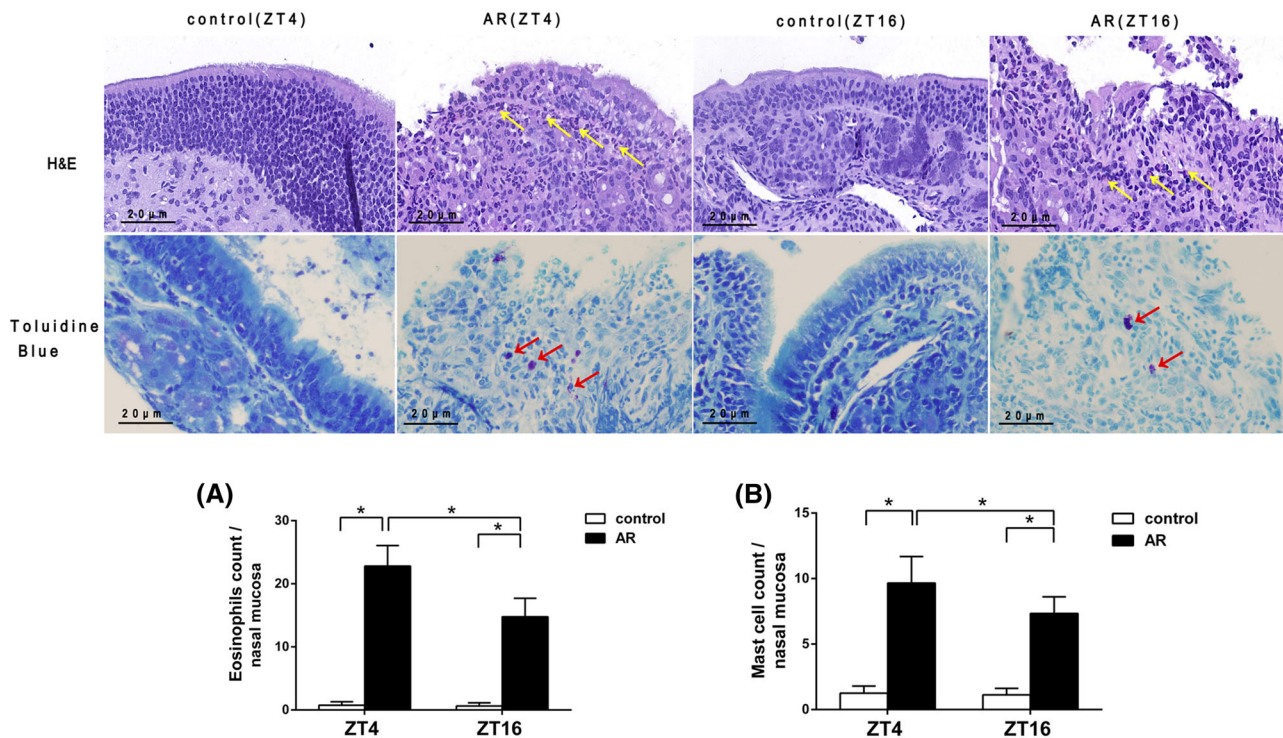 control(ZT4) AR(ZT4) control(ZT16) AR(ZT16)
H&E
20μm 20μm 20μm 20μm
Toluidine
Blue
20μm 20μm 20μm 20μm
(A)
* * *
control
AR
Eosinophils count /
nasal mucosa
30
20
10
0
ZT4 ZT16
(B)
* * *
control
AR
Mast cell count /
nasal mucosa
15
10
5
0
ZT4 ZT16